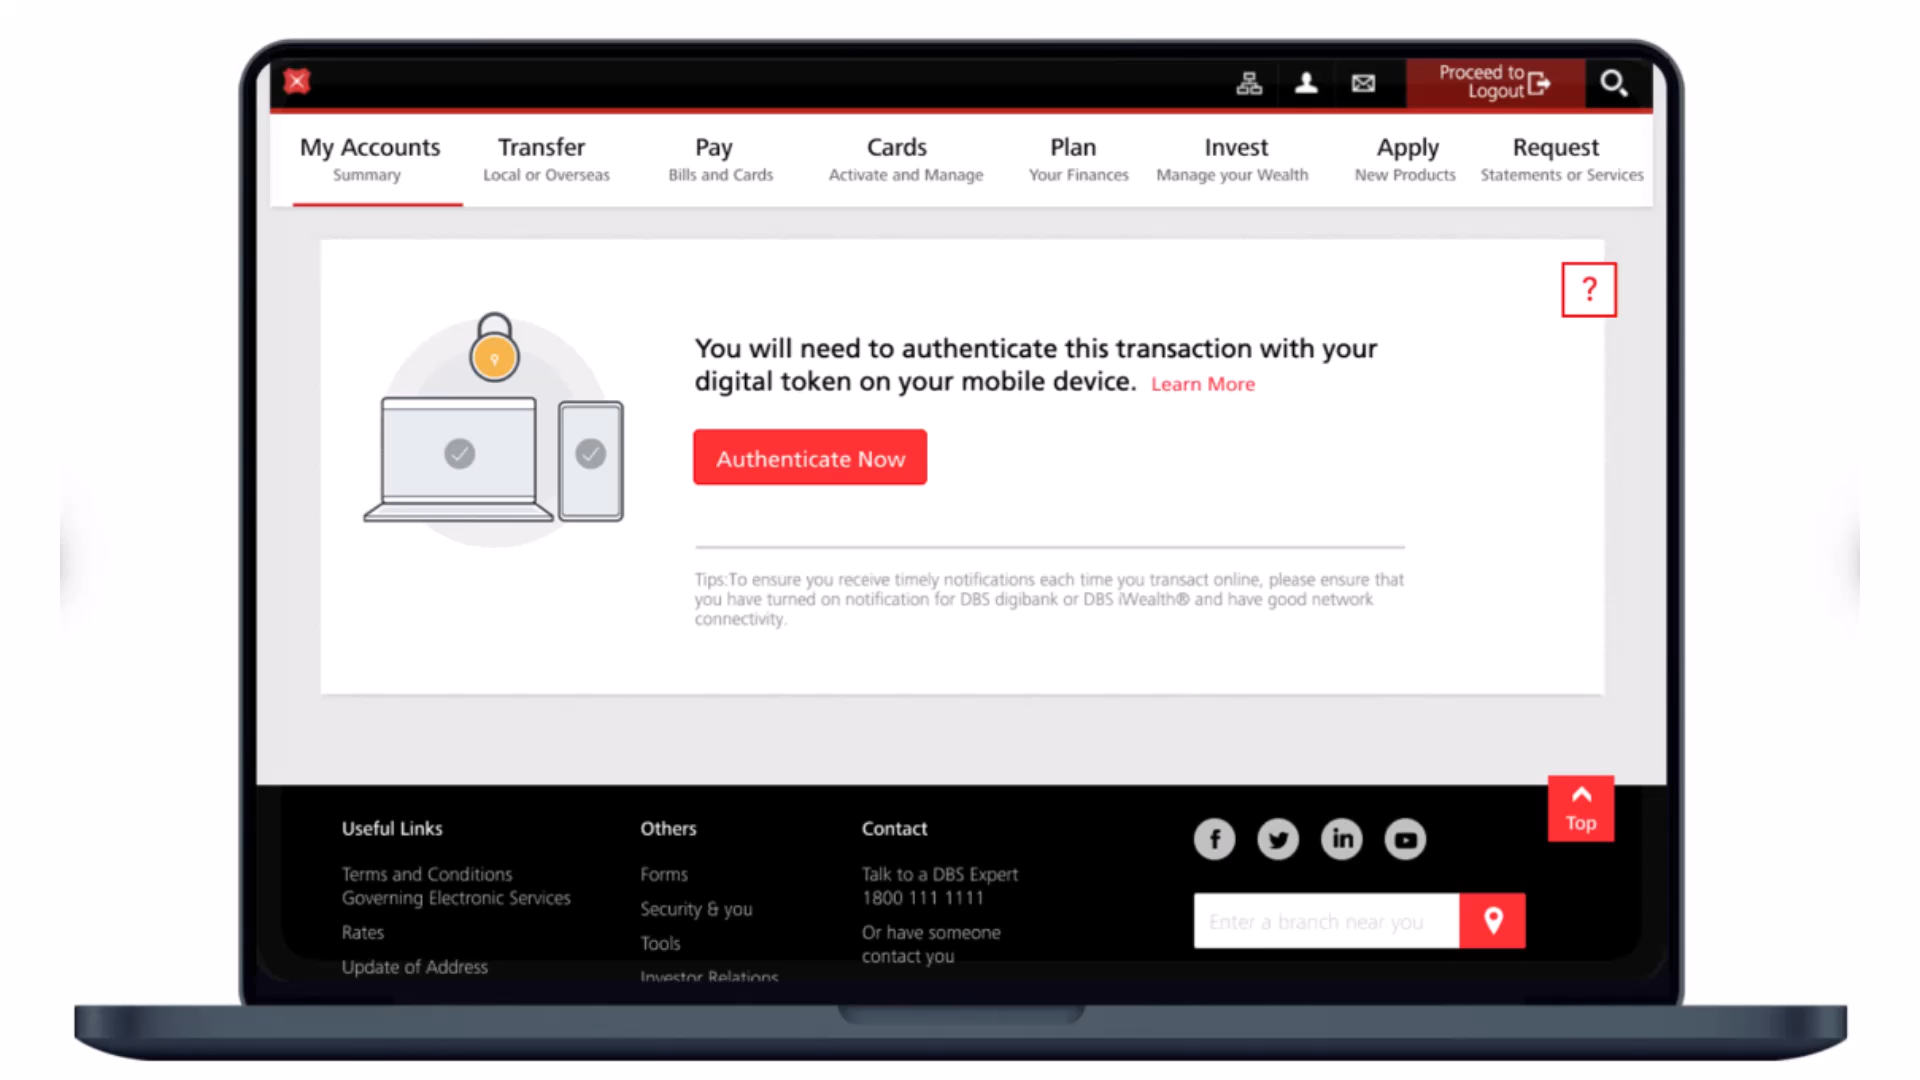 Proceed to
Logout
My Accounts
Summary
Transfer
Local or Overseas
Pay
Bills and Cards
Cards
Activate and Manage
Plan
Your Finances
Invest
Manage your Wealth
Apply
New Products
Request
Statements or Services
?
You will need to authenticate this transaction with your
digital token on your mobile device. Learn More
Authenticate Now
Tips:To ensure you receive timely notifications each time you transact online, please ensure that
you have turned on notification for DBS digibank or DBS iWealth® and have good network
connectivity.
Top
Useful Links
Terms and Conditions
Governing Electronic Services
Rates
Update of Address
Others
Forms
Security & you
Tools
Investor Relations
Contact
Talk to a DBS Expert
1800 111 1111
Or have someone
contact you
f
in
Enter a branch near you